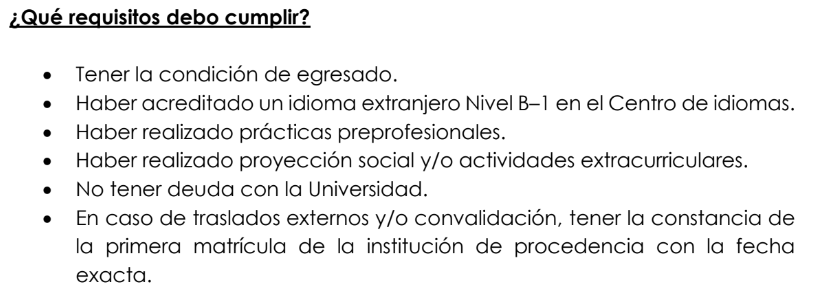 ¿Qué requisitos debo cumplir?
• Tener la condición de egresado.
• Haber acreditado un idioma extranjero Nivel B–1 en el Centro de idiomas.
• Haber realizado prácticas preprofesionales.
• Haber realizado proyección social y/o actividades extracurriculares.
• No tener deuda con la Universidad.
• En caso de traslados externos y/o convalidación, tener la constancia de
la primera matrícula de la institución de procedencia con la fecha
exacta.